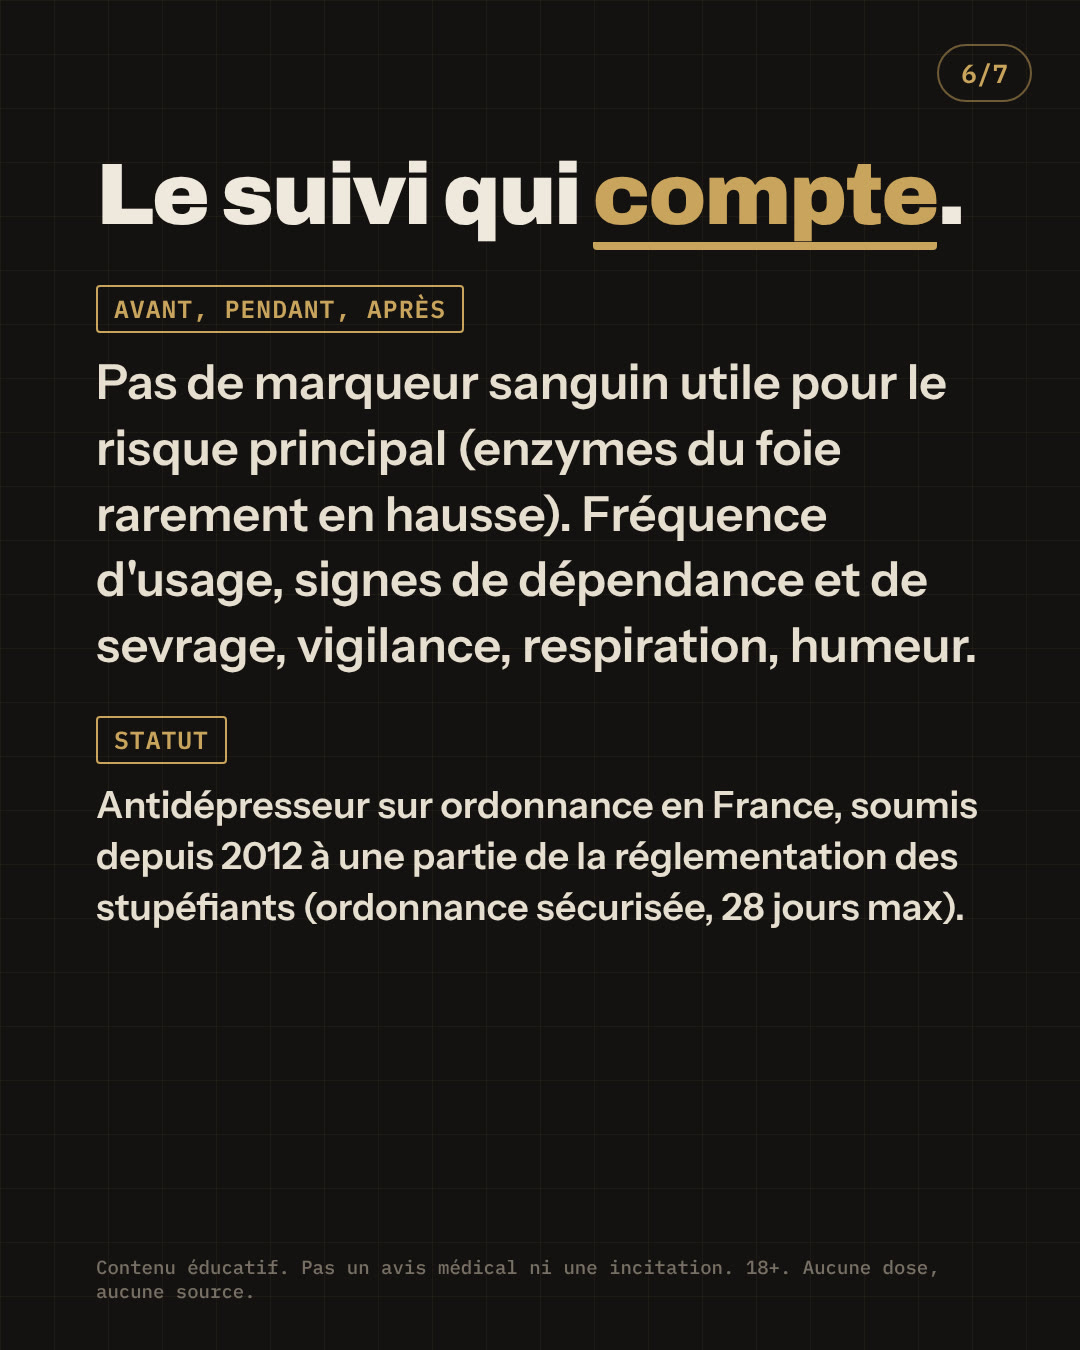 6/7
Le suivi qui compte.
AVANT, PENDANT, APRÈS
Pas de marqueur sanguin utile pour le
risque principal (enzymes du foie
rarement en hausse). Fréquence
d'usage, signes de dépendance et de
sevrage, vigilance, respiration, humeur.
STATUT
Antidépresseur sur ordonnance en France, soumis
depuis 2012 à une partie de la réglementation des
stupéfiants (ordonnance sécurisée, 28 jours max).
Contenu éducatif. Pas un avis médical ni une incitation. 18+. Aucune dose,
aucune source.